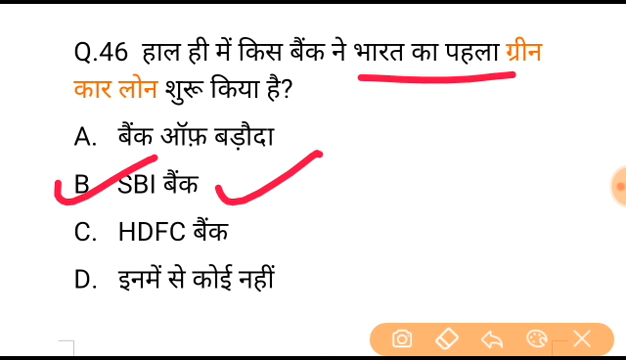 Q.46 हाल ही में किस बैंक ने भारत का पहला ग्रीन
कार लोन शुरू किया है?
A. बैंक ऑफ़ बड़ौदा
B. SBI बैंक
C. HDFC बैंक
D. इनमें से कोई नहीं